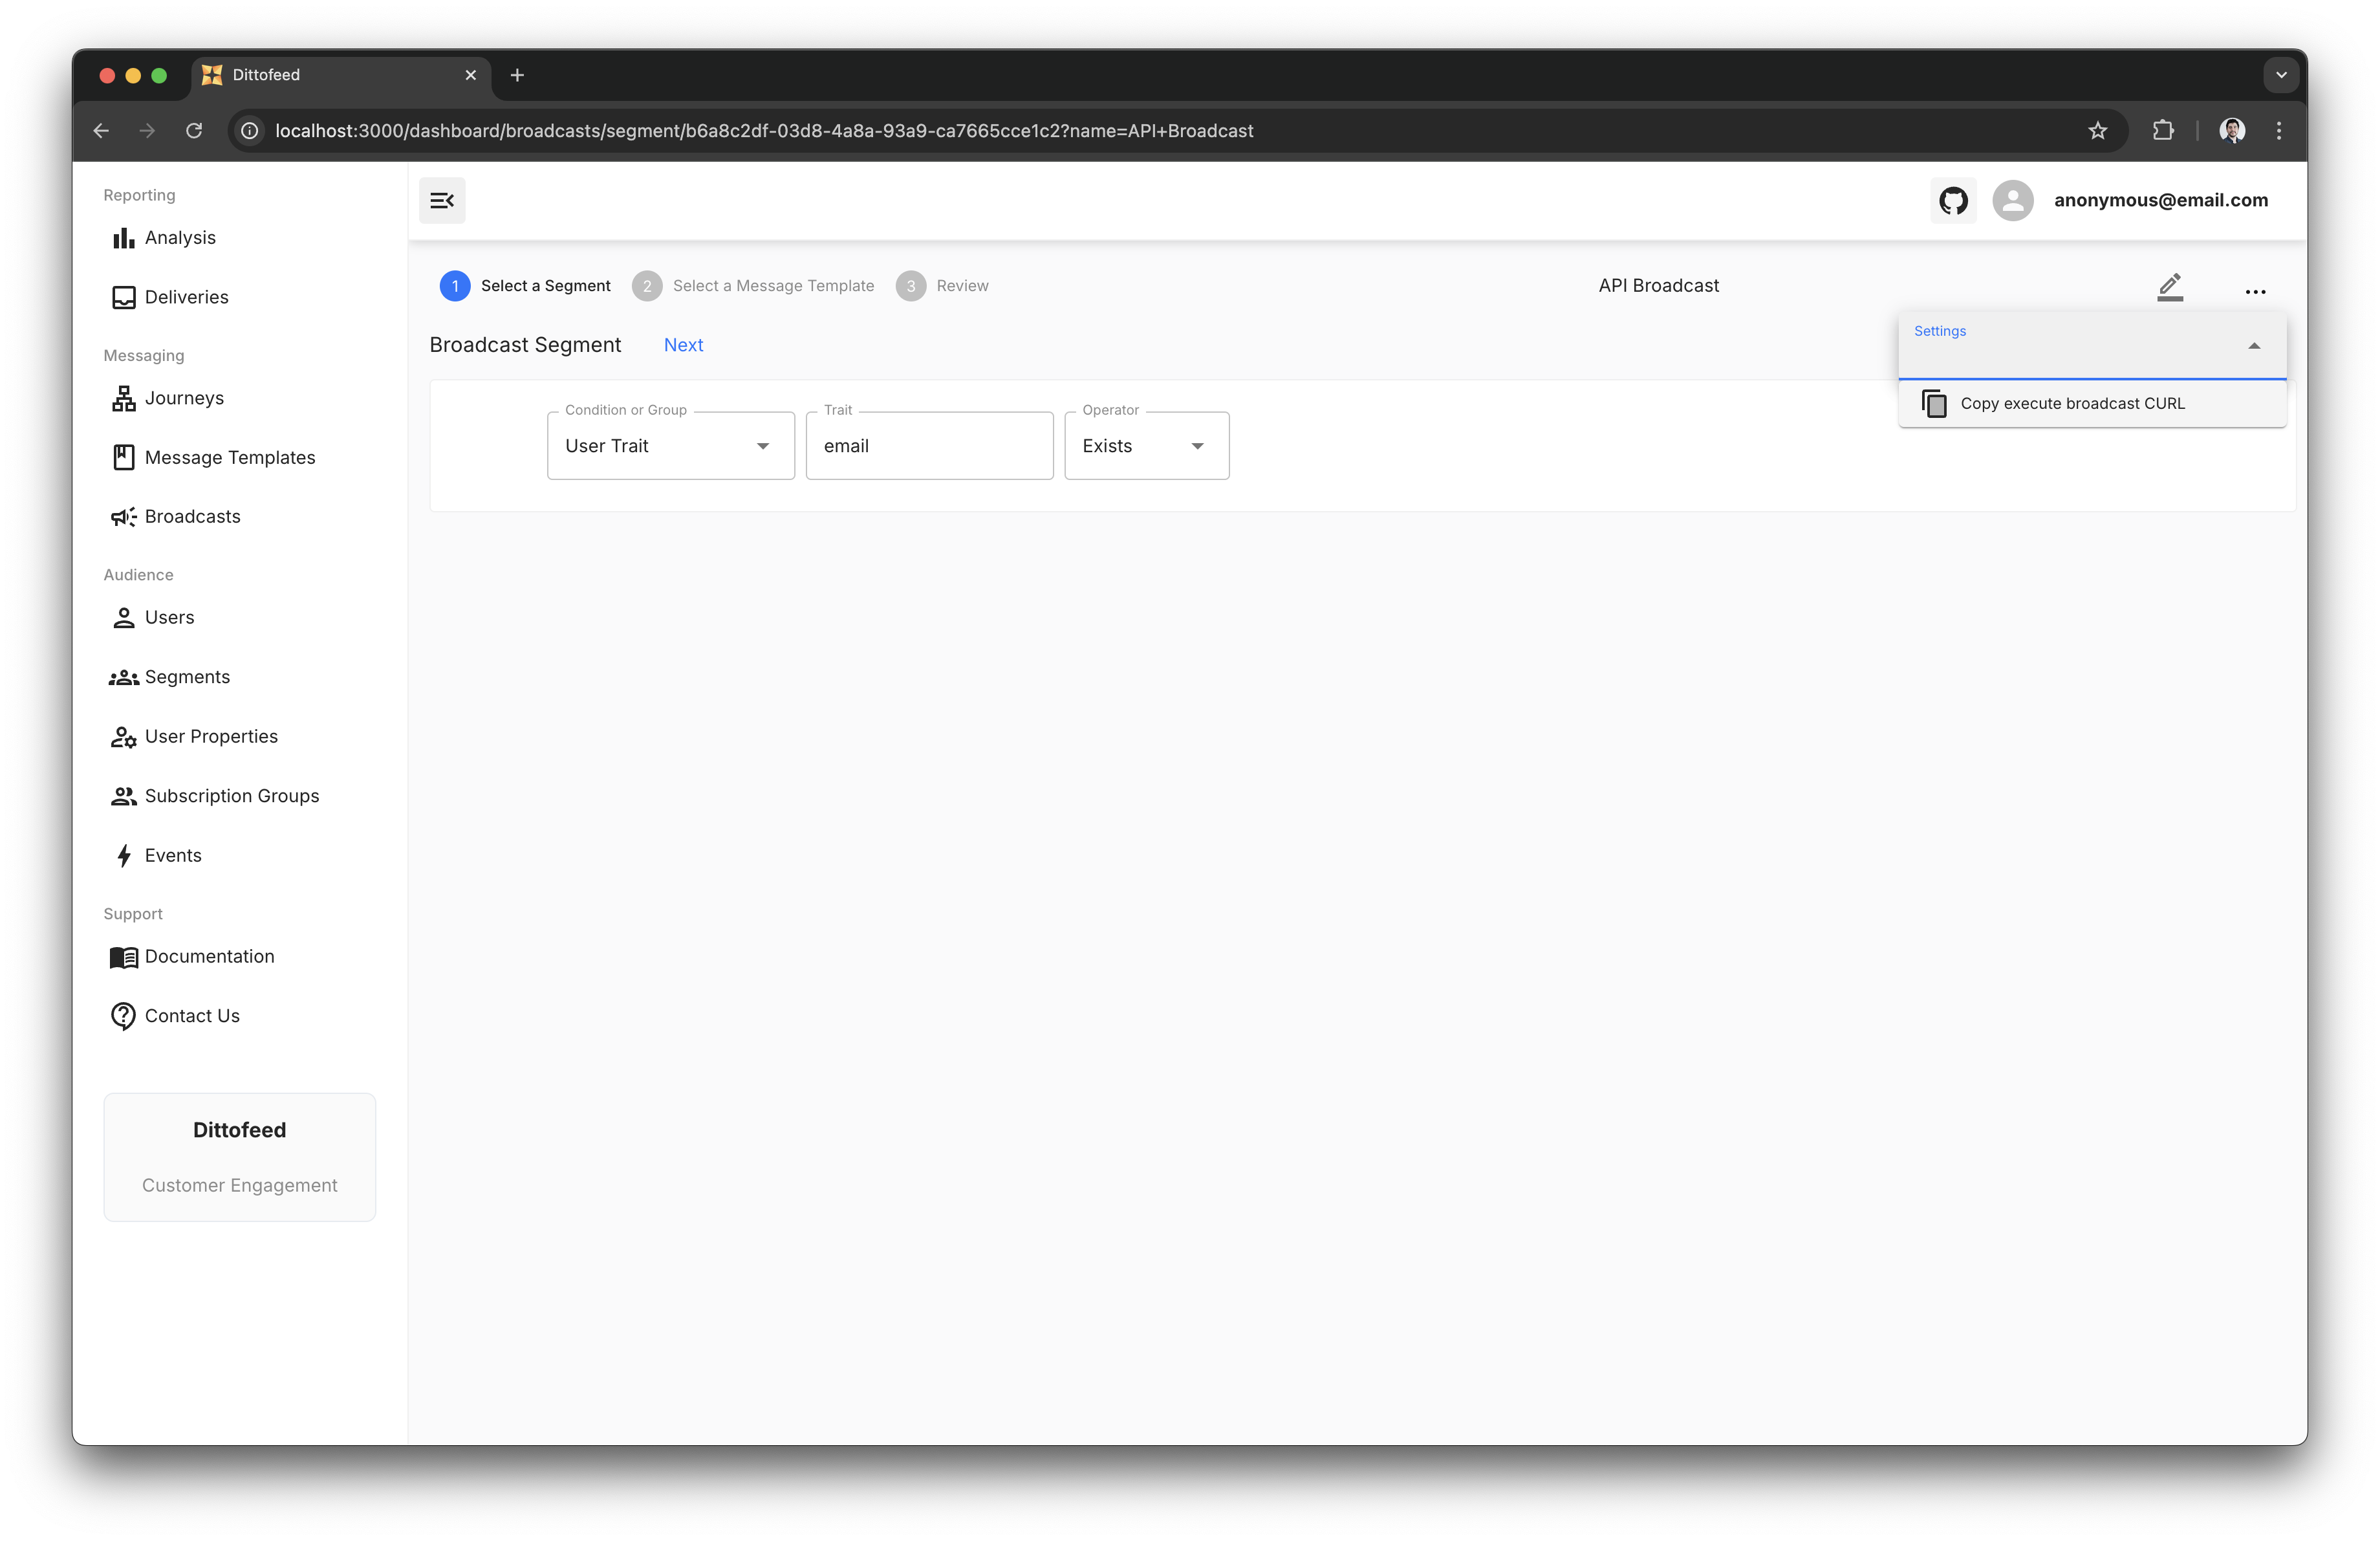 Dittofeed
localhost:3000/dashboard/broadcasts/segment/b6a8c2df-03d8-4a8a-93a9-ca7665cce1c2?name=API+Broadcast
Reporting
Analysis
Deliveries
Messaging
Journeys
Message Templates
Broadcasts
Audience
Users
Segments
User Properties
Subscription Groups
Events
Support
Documentation
Contact Us
Dittofeed
Customer Engagement
anonymous@email.com
1 Select a Segment 2 Select a Message Template 3 Review
API Broadcast
...
Broadcast Segment Next
Settings
Copy execute broadcast CURL
Condition or Group
User Trait
Trait
email
Operator
Exists